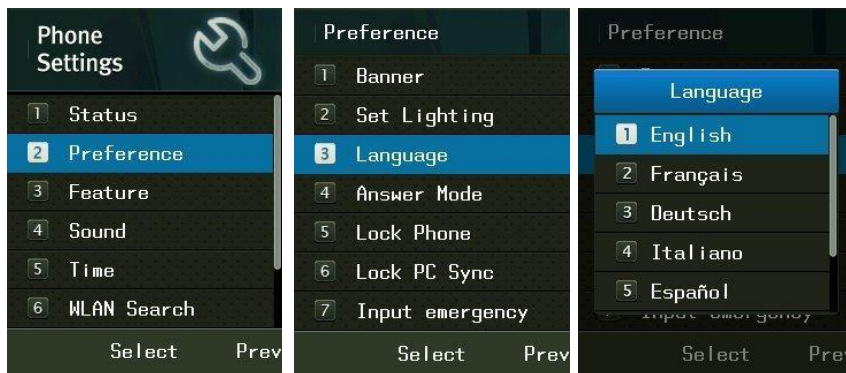 Phone
Settings
1 Status
2 Preference
3 Feature
4 Sound
5 Time
6 WLAN Search
Select Prev
Preference
1 Banner
2 Set Lighting
3 Language
4 Answer Mode
5 Lock Phone
6 Lock PC Sync
7 Input emergency
Select Prev
Preference
Language
1 English
2 Français
3 Deutsch
4 Italiano
5 Español
Input emergency
Select Pre